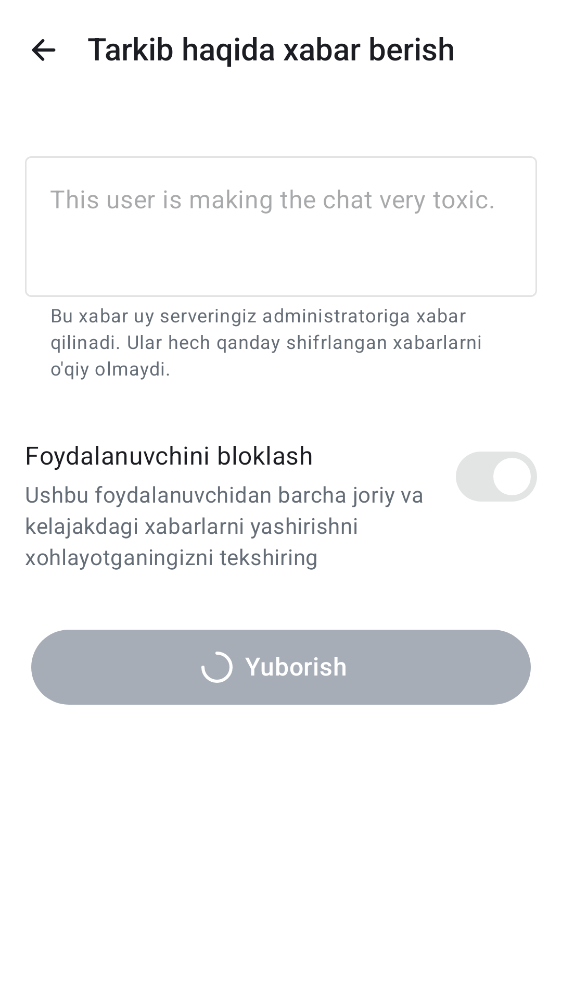 Tarkib haqida xabar berish
This user is making the chat very toxic.
Bu xabar uy serveringiz administratoriga xabar
qilinadi. Ular hech qanday shifrlangan xabarlarni
o'qiy olmaydi.
Foydalanuvchini bloklash
Ushbu foydalanuvchidan barcha joriy va
kelajakdagi xabarlarni yashirishni
xohlayotganingizni tekshiring
Yuborish